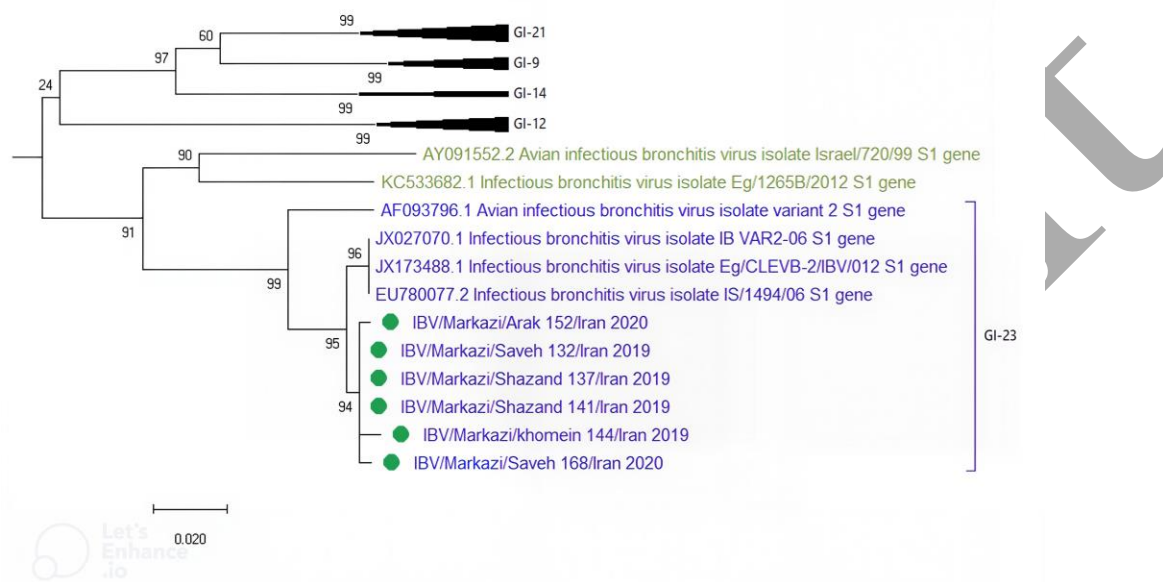 99
GI-21
60
97
99
GI-9
24
GI-14
99
GI-12
99
90
AY091552.2 Avian infectious bronchitis virus isolate Israel/720/99 S1 gene
KC533682.1 Infectious bronchitis virus isolate Eg/1265B/2012 S1 gene
91
AF093796.1 Avian infectious bronchitis virus isolate variant 2 S1 gene
JX027070.1 Infectious bronchitis virus isolate IB VAR2-06 S1 gene
96
JX173488.1 Infectious bronchitis virus isolate Eg/CLEVB-2/IBV/012 S1 gene
99
EU780077.2 Infectious bronchitis virus isolate IS/1494/06 S1 gene
IBV/Markazi/Arak 152/Iran 2020
95
GI-23
IBV/Markazi/Saveh 132/Iran 2019
IBV/Markazi/Shazand 137/Iran 2019
94
IBV/Markazi/Shazand 141/Iran 2019
IBV/Markazi/khomein 144/Iran 2019
IBV/Markazi/Saveh 168/Iran 2020
0.020
Let's
Enhance
.io